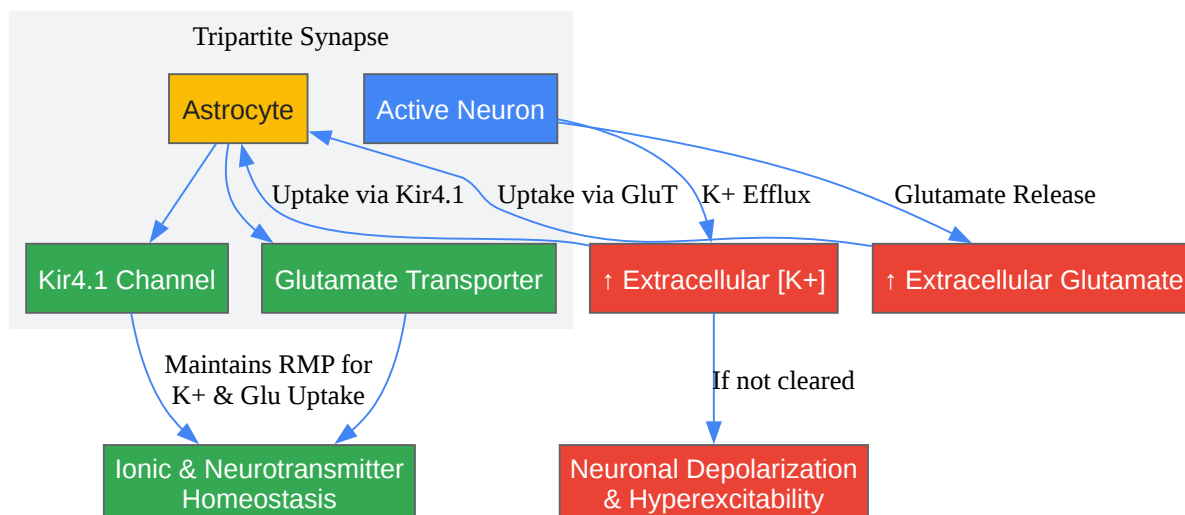 Tripartite Synapse
Astrocyte
Active Neuron
Uptake via Kir4.1
Uptake via GluT
K+ Efflux
Glutamate Release
Kir4.1 Channel
Glutamate Transporter
↑ Extracellular [K+]
↑ Extracellular Glutamate
Maintains RMP for
K+ & Glu Uptake
If not cleared
Ionic & Neurotransmitter
Homeostasis
Neuronal Depolarization
& Hyperexcitability